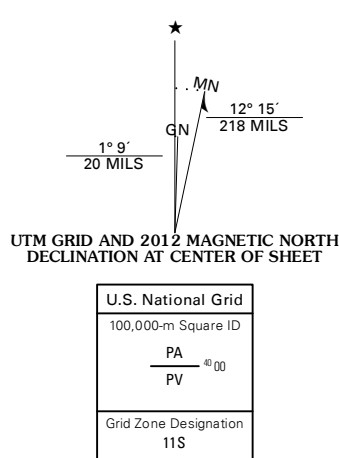 ★
MN
12° 15´
218 MILS
GN
1° 9´
20 MILS
UTM GRID AND 2012 MAGNETIC NORTH
DECLINATION AT CENTER OF SHEET
U.S. National Grid
100,000-m Square ID
PA
40 00
PV
Grid Zone Designation
11S